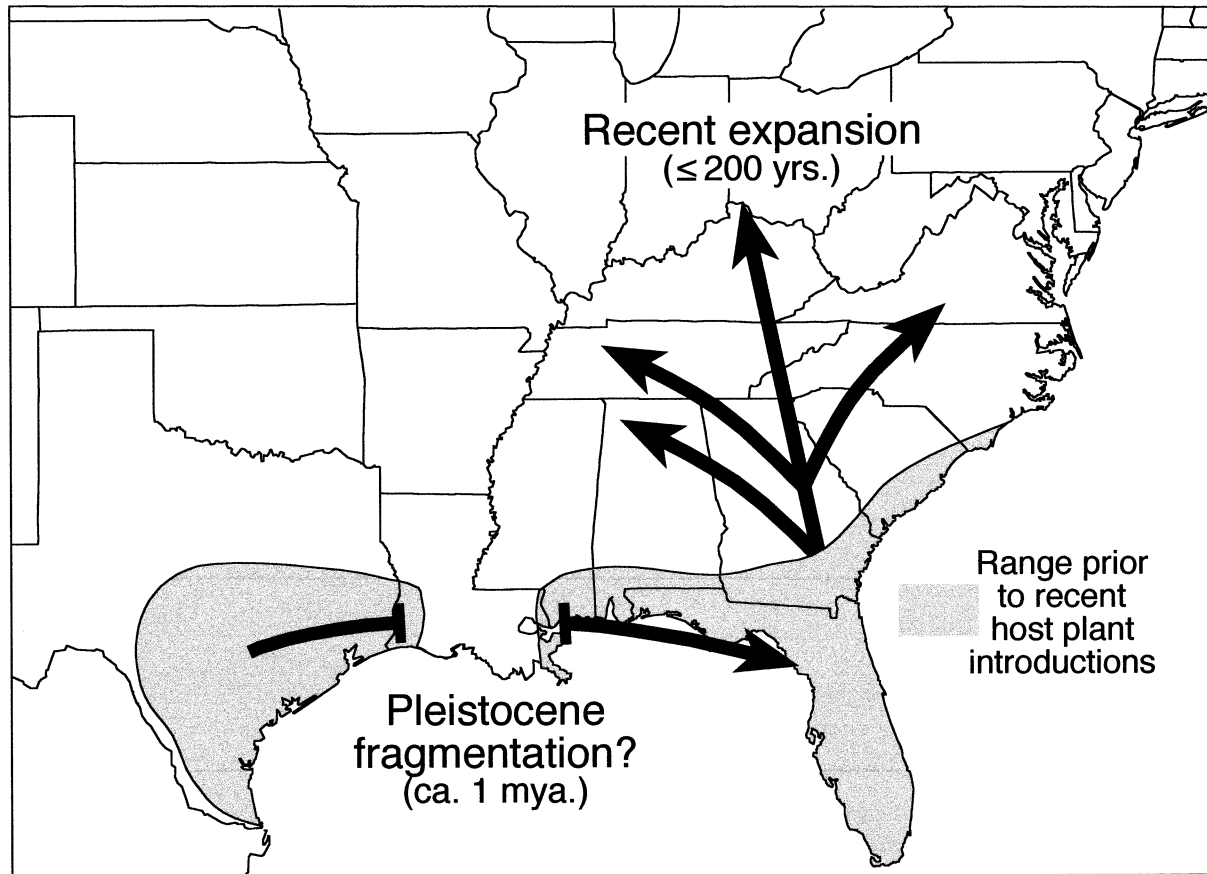 Recent expansion
(≤ 200 yrs.)
Range prior
to recent
host plant
introductions
Pleistocene
fragmentation?
(ca. 1 mya.)